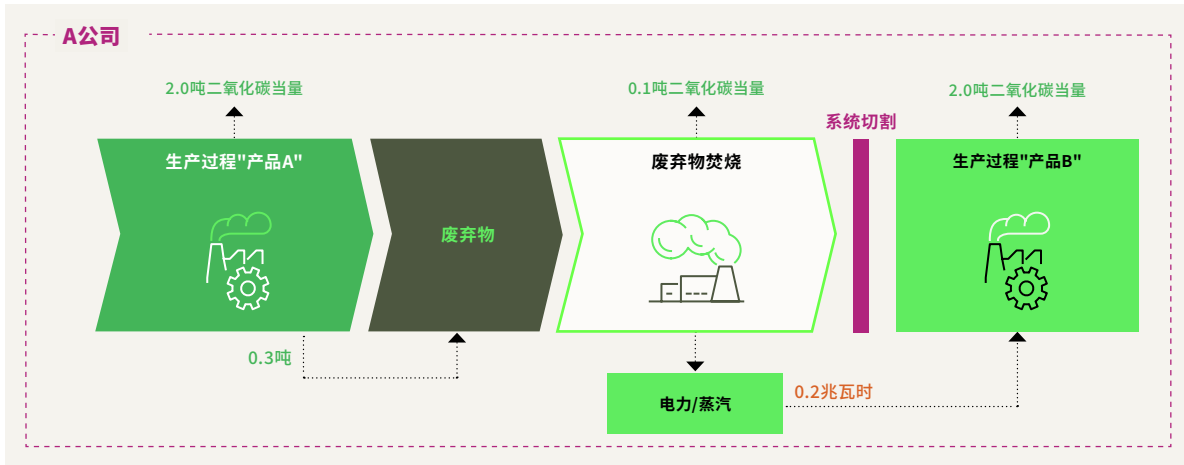 A公司
2.0吨二氧化碳当量
0.1吨二氧化碳当量
2.0吨二氧化碳当量
系统切割
生产过程"产品A"
废弃物
废弃物焚烧
生产过程"产品B"
0.3吨
电力/蒸汽
0.2兆瓦时